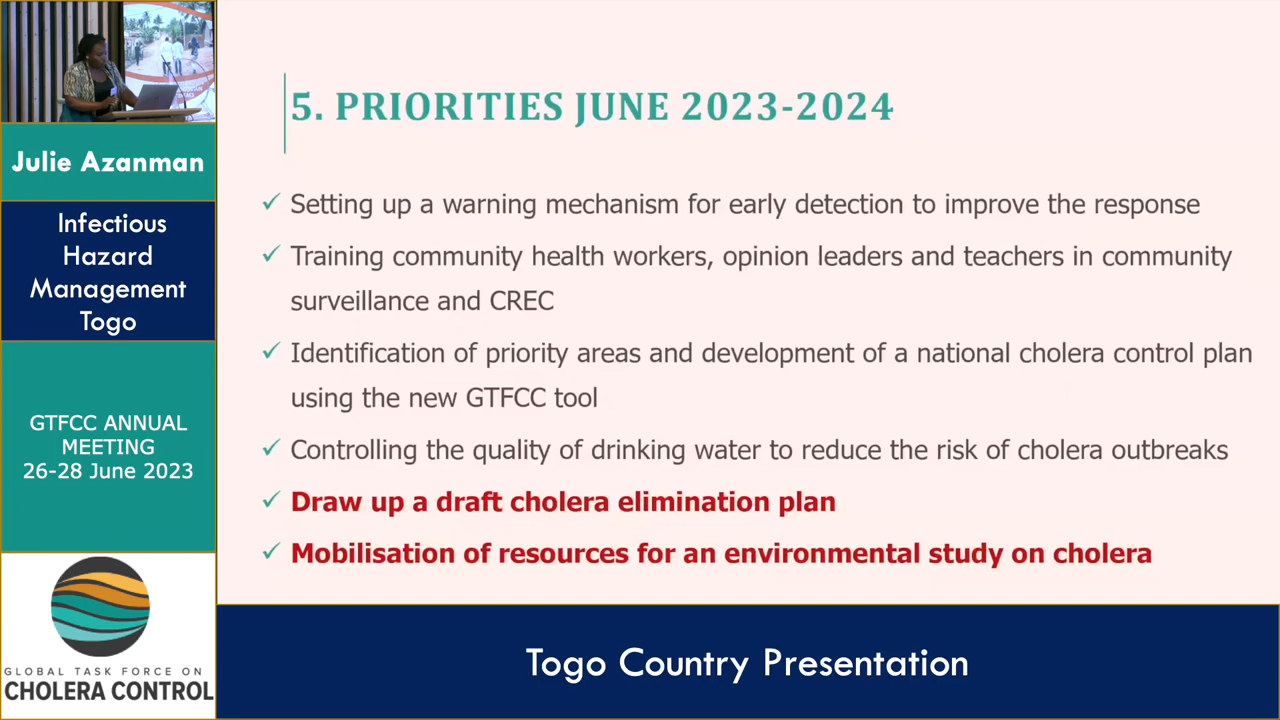 Julie Azanman
Infectious
Hazard
Management
Togo
GTFCC ANNUAL
MEETING
26-28 June 2023
GLOBAL TASK FORCE ON
CHOLERA CONTROL
5. PRIORITIES JUNE 2023-2024
✓ Setting up a warning mechanism for early detection to improve the response
✓ Training community health workers, opinion leaders and teachers in community
surveillance and CREC
✓ Identification of priority areas and development of a national cholera control plan
using the new GTFCC tool
✓ Controlling the quality of drinking water to reduce the risk of cholera outbreaks
✓ Draw up a draft cholera elimination plan
✓ Mobilisation of resources for an environmental study on cholera
Togo Country Presentation